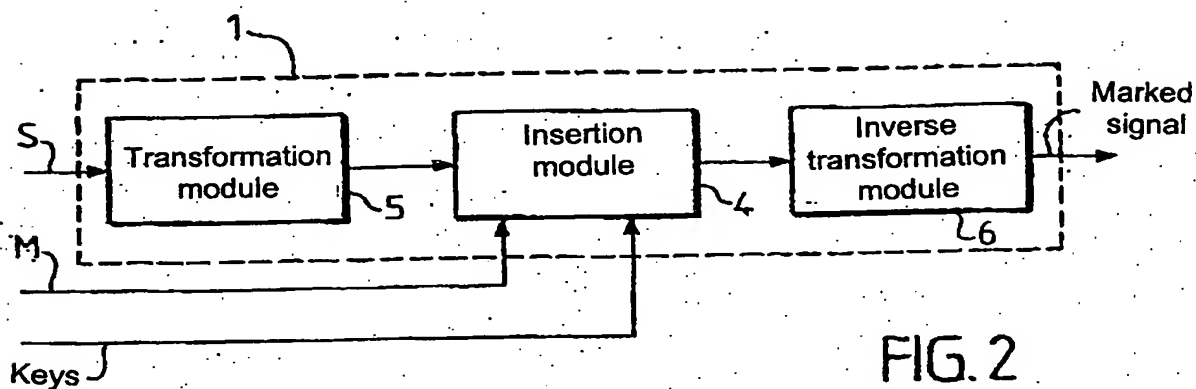 1
Marked
signal
S
Transformation
module
5
Insertion
module
4
Inverse
transformation
module
6
M
Keys
FIG. 2